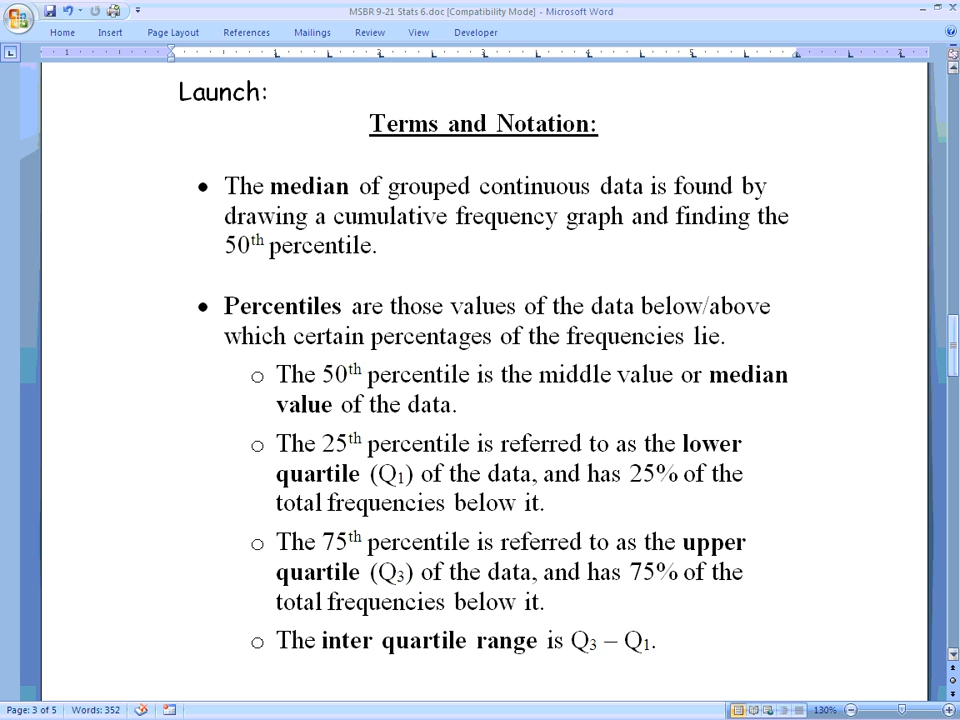 MSBR 9-21 Stats 6.doc [Compatibility Mode] - Microsoft Word
Home Insert Page Layout References Mailings Review View Developer
Launch:
Terms and Notation:
• The median of grouped continuous data is found by
drawing a cumulative frequency graph and finding the
50th percentile.
• Percentiles are those values of the data below/above
which certain percentages of the frequencies lie.
o The 50th percentile is the middle value or median
value of the data.
o The 25th percentile is referred to as the lower
quartile (Q1) of the data, and has 25% of the
total frequencies below it.
o The 75th percentile is referred to as the upper
quartile (Q3) of the data, and has 75% of the
total frequencies below it.
o The inter quartile range is Q3 – Q1.
Page: 3 of 5 Words: 352 130%